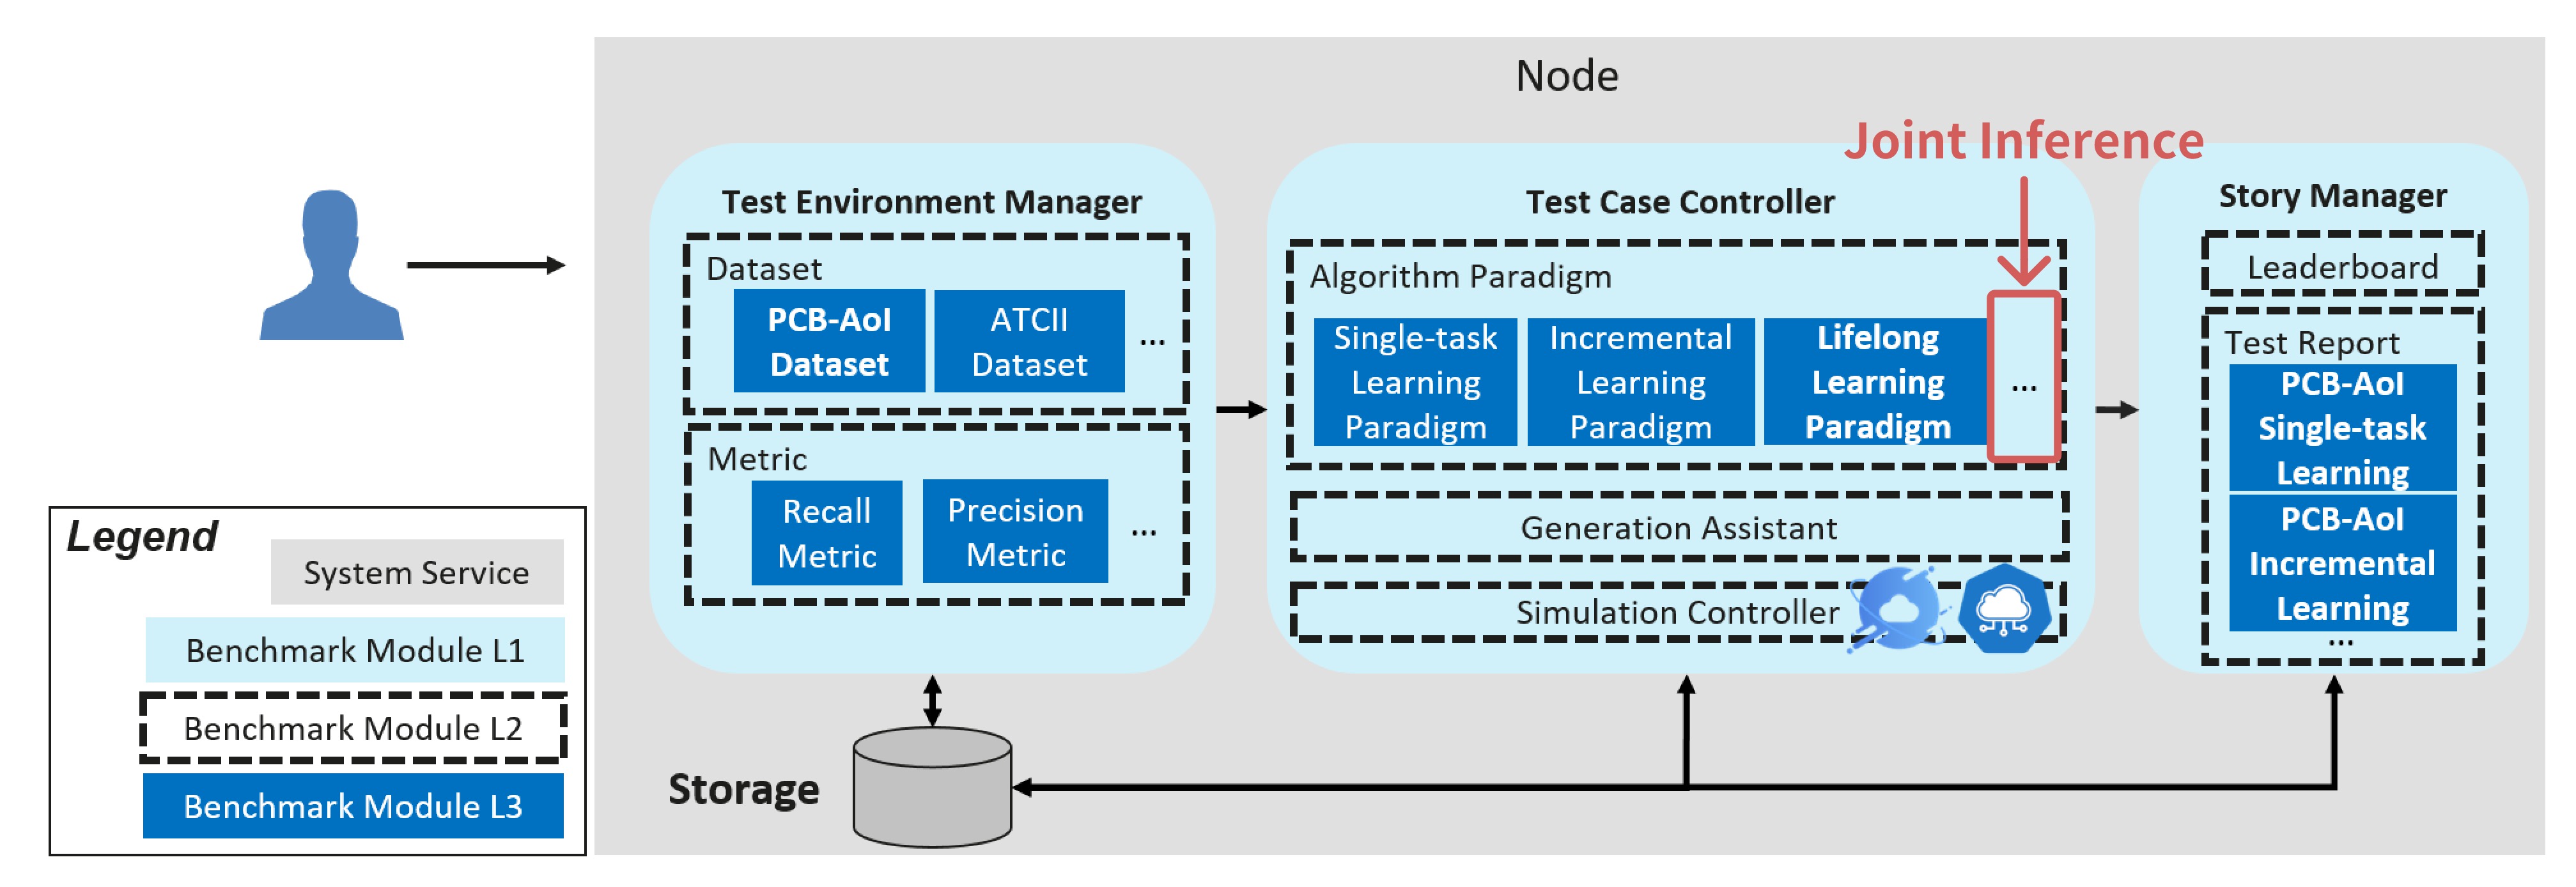 Node
Joint Inference
Test Environment Manager
Dataset
PCB-AoI
Dataset
ATCII
Dataset
...
Metric
Recall
Metric
Precision
Metric
...
Test Case Controller
Algorithm Paradigm
Single-task
Learning
Paradigm
Incremental
Learning
Paradigm
Lifelong
Learning
Paradigm
...
Generation Assistant
Simulation Controller
Story Manager
Leaderboard
Test Report
PCB-AoI
Single-task
Learning
PCB-AoI
Incremental
Learning
...
Storage
Legend
System Service
Benchmark Module L1
Benchmark Module L2
Benchmark Module L3